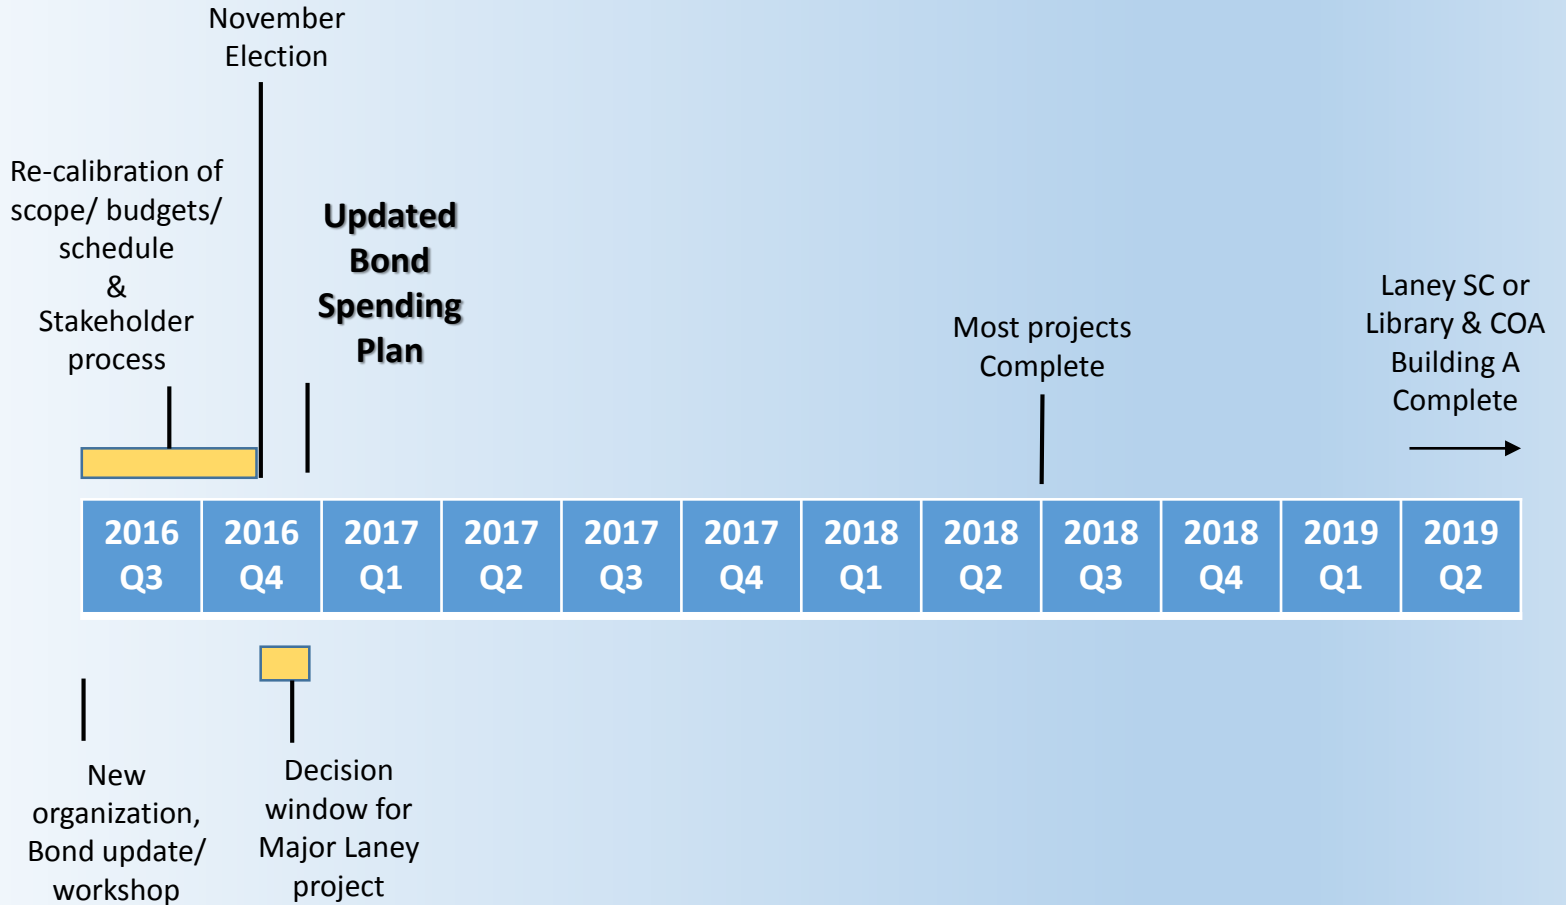 November
Election
Re-calibration of
scope/ budgets/
schedule
&
Stakeholder
process
Updated
Bond
Spending
Plan
Most projects
Complete
Laney SC or
Library & COA
Building A
Complete
2016 Q3
2016 Q4
2017 Q1
2017 Q2
2017 Q3
2017 Q4
2018 Q1
2018 Q2
2018 Q3
2018 Q4
2019 Q1
2019 Q2
New
organization,
Bond update/
workshop
Decision
window for
Major Laney
project